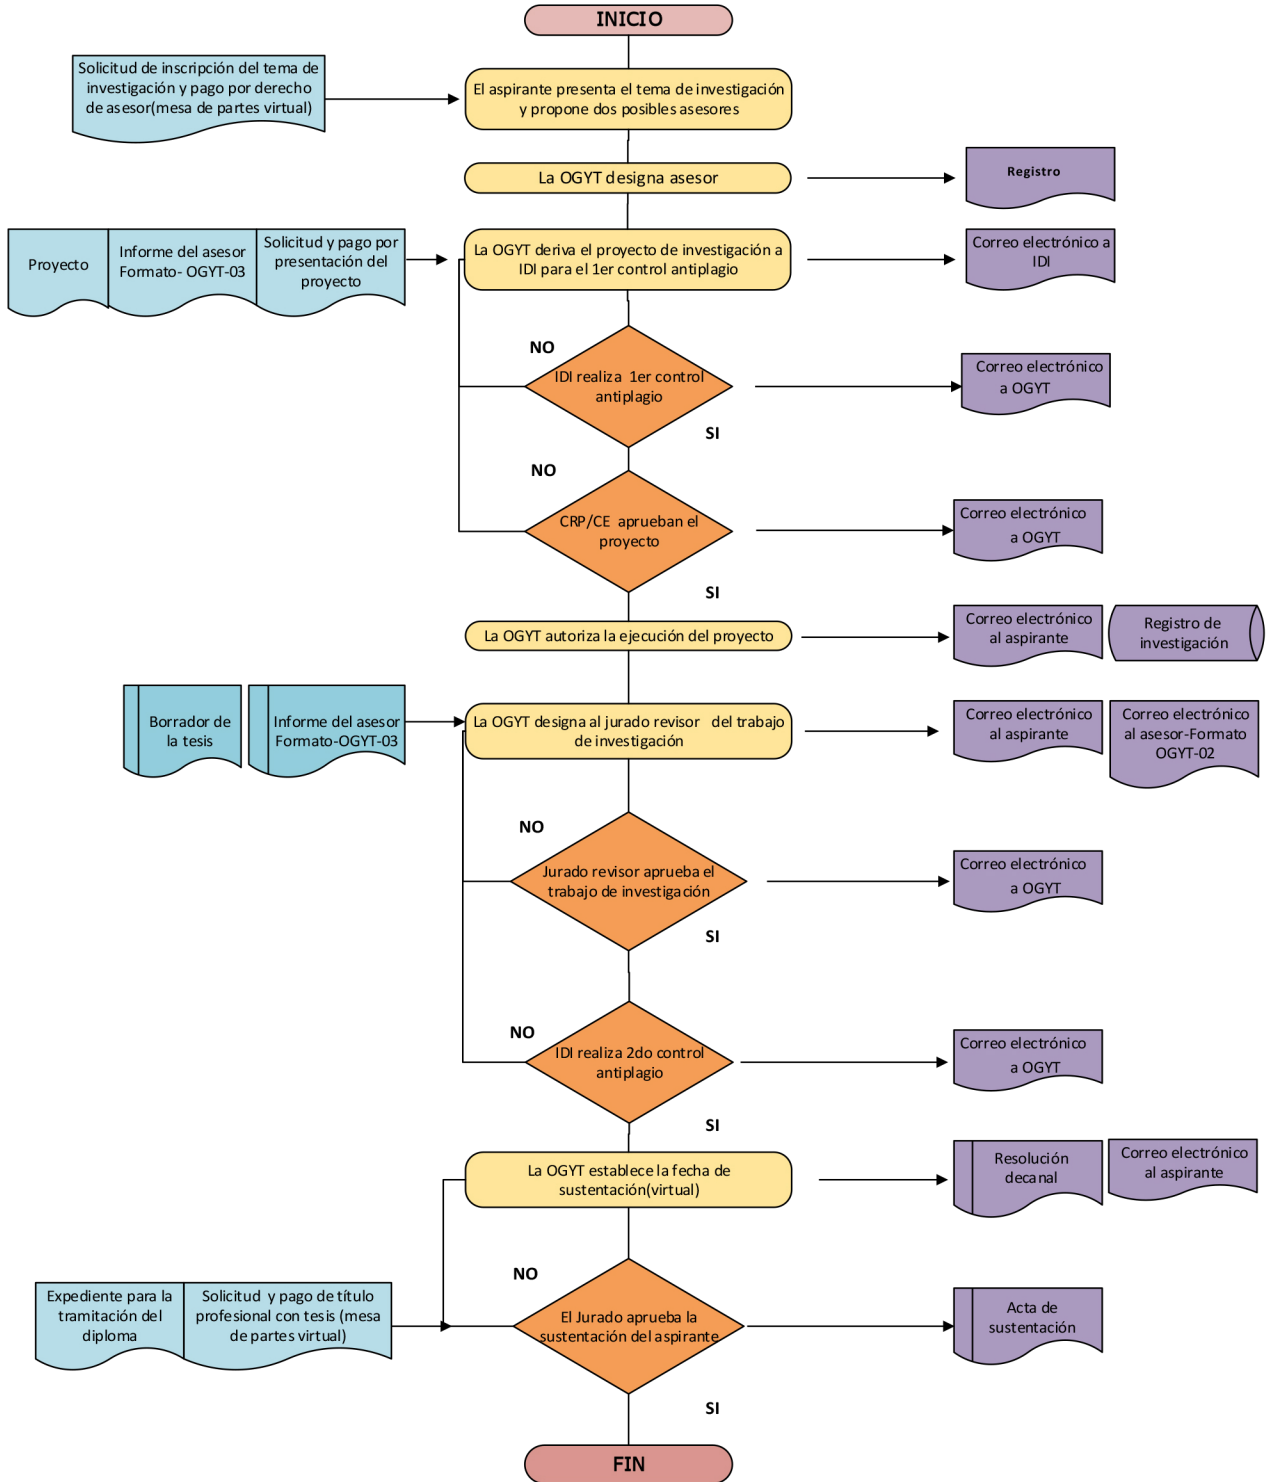 INICIO
Solicitud de inscripción del tema de
investigación y pago por derecho
de asesor(mesa de partes virtual)
El aspirante presenta el tema de investigación
y propone dos posibles asesores
La OGYT designa asesor
Registro
Proyecto
Informe del asesor
Formato- OGYT-03
Solicitud y pago por
presentación del
proyecto
La OGYT deriva el proyecto de investigación a
IDI para el 1er control antiplagio
Correo electrónico a
IDI
NO
IDI realiza 1er control
antiplagio
Correo electrónico
a OGYT
SI
NO
CRP/CE aprueban el
proyecto
Correo electrónico
a OGYT
SI
La OGYT autoriza la ejecución del proyecto
Correo electrónico
al aspirante
Registro de
investigación
Borrador de
la tesis
Informe del asesor
Formato-OGYT-03
La OGYT designa al jurado revisor del trabajo
de investigación
Correo electrónico
al aspirante
Correo electrónico
al asesor-Formato
OGYT-02
NO
Jurado revisor aprueba el
trabajo de investigación
Correo electrónico
a OGYT
SI
NO
IDI realiza 2do control
antiplagio
Correo electrónico
a OGYT
SI
La OGYT establece la fecha de
sustentación(virtual)
Resolución
decanal
Correo electrónico
al aspirante
NO
Expediente para la
tramitación del
diploma
Solicitud y pago de título
profesional con tesis (mesa
de partes virtual)
El Jurado aprueba la
sustentación del aspirante
Acta de
sustentación
SI
FIN